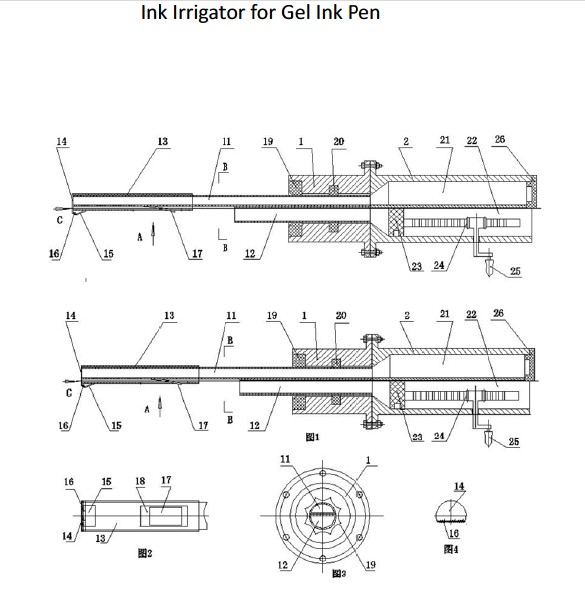 Ink Irrigator for Gel Ink Pen
14 13 11 19 1 20 2 21 22 26
B
C
A
B
16 15 17 12 23 24 25
14 13 11 19 1 20 2 21 22 26
B
C
A
B
16 15 17 12 图1 23 24 25
16 15 18 17 11 1 14
14 13 12 19 16
图2 图3 图4